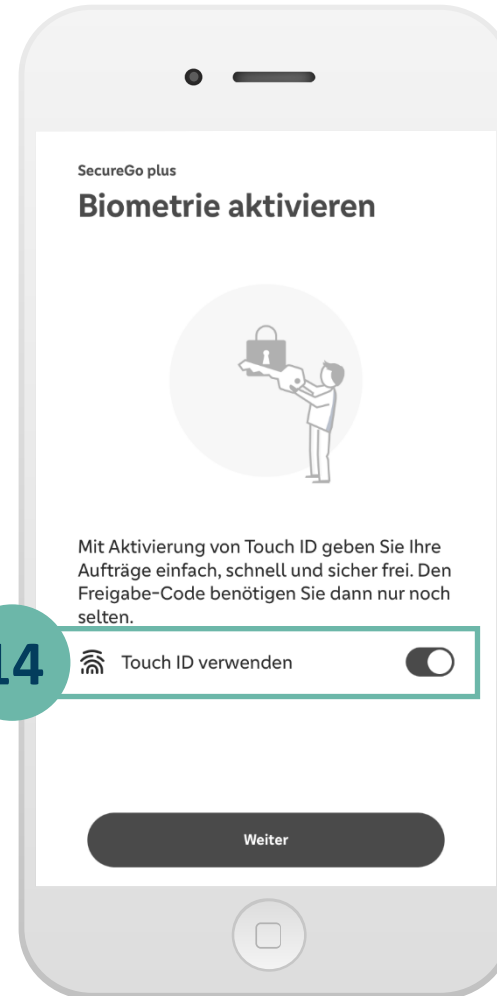 SecureGo plus
Biometrie aktivieren
Mit Aktivierung von Touch ID geben Sie Ihre
Aufträge einfach, schnell und sicher frei. Den
Freigabe-Code benötigen Sie dann nur noch
selten.
14
Touch ID verwenden
Weiter